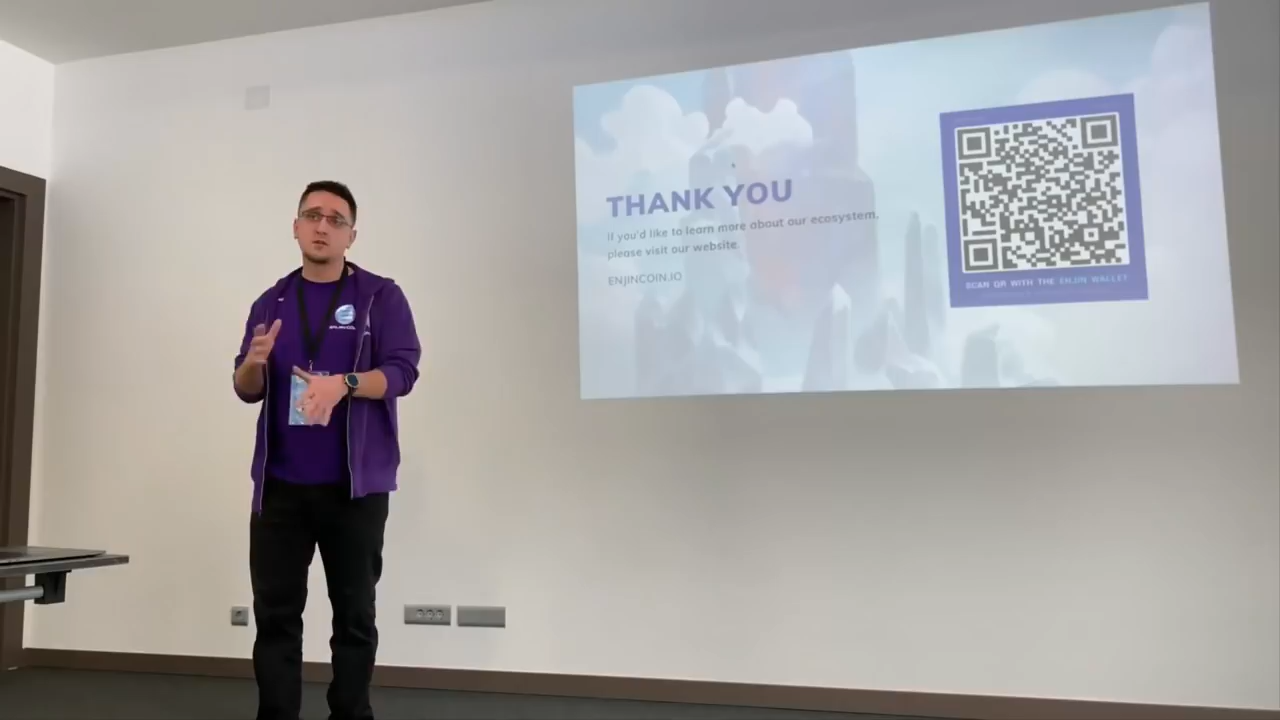 THANK YOU
If you'd like to learn more about our ecosystem,
please visit our website.
ENJINCOIN.IO
SCAN QR WITH THE ENJIN WALLET